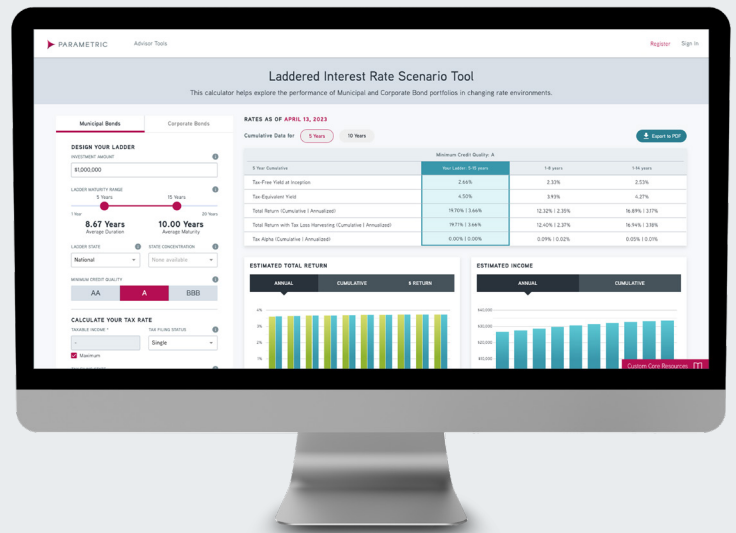 PARAMETRIC
Advisor Tools
Register
Sign In
Laddered Interest Rate Scenario Tool
This calculator helps explore the performance of Municipal and Corporate Bond portfolios in changing rate environments.
Municipal Bonds
Corporate Bonds
DESIGN YOUR LADDER
INVESTMENT AMOUNT
$1,000,000
LADDER MATURITY RANGE
5 Years
15 Years
1 Year
20 Years
8.67 Years
10.00 Years
Average Duration
Average Maturity
LADDER STATE
STATE CONCENTRATION
National
None available
MINIMUM CREDIT QUALITY
AA
A
BBB
CALCULATE YOUR TAX RATE
TAXABLE INCOME *
TAX FILING STATUS
-
Single
Maximum
RATES AS OF APRIL 13, 2023
Cumulative Data for
5 Years
10 Years
Export to PDF
Minimum Credit Quality: A
5 Year Cumulative
Your Ladder: 5-15 years
1-8 years
1-14 years
Tax-Free Yield at Inception
2.66%
2.33%
2.53%
Tax-Equivalent Yield
4.50%
3.93%
4.27%
Total Return (Cumulative | Annualized)
19.70% | 3.66%
12.32% | 2.35%
16.89% | 3.17%
Total Return with Tax Loss Harvesting (Cumulative | Annualized)
19.71% | 3.66%
12.40% | 2.37%
16.94% | 3.18%
Tax Alpha (Cumulative | Annualized)
0.00% | 0.00%
0.09% | 0.02%
0.05% | 0.01%
ESTIMATED TOTAL RETURN
ANNUAL
CUMULATIVE
$ RETURN
4%
3%
2%
1%
ESTIMATED INCOME
ANNUAL
CUMULATIVE
$40,000
$30,000
$20,000
$10,000
Custom Core Resources